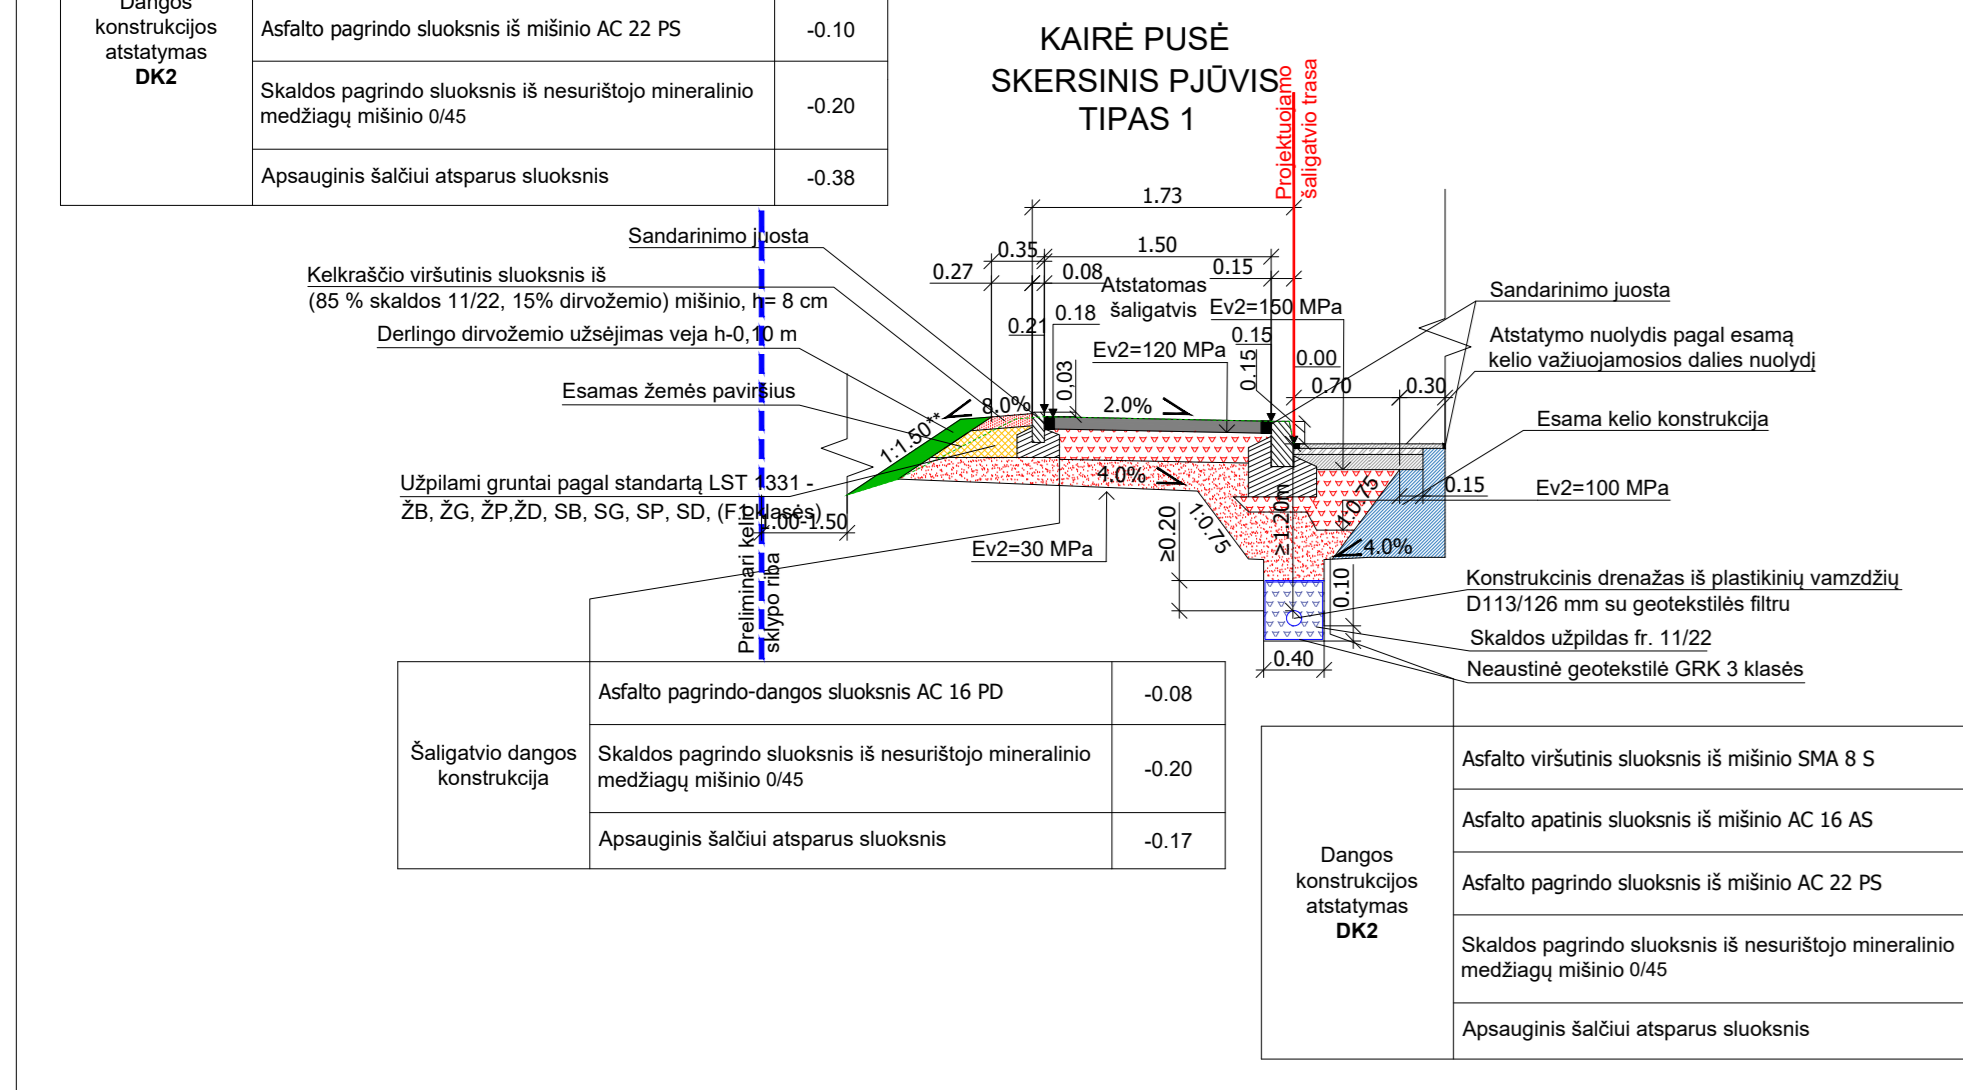 Dangos
konstrukcijos
atstatymas
DK2
Asfalto pagrindo sluoksnis iš mišinio AC 22 PS
-0.10
Skaldos pagrindo sluoksnis iš nesurištojo mineralinio
medžiagų mišinio 0/45
-0.20
Apsauginis šalčiui atsparus sluoksnis
-0.38
KAIRĖ PUSĖ
SKERSINIS PJŪVIS
TIPAS 1
Projektuojamo
šaligatvio trasa
1.73
1.50
0.35
0.27
0.08
0.15
Sandarinimo juosta
Kelkraščio viršutinis sluoksnis iš
(85 % skaldos 11/22, 15% dirvožemio) mišinio, h= 8 cm
Derlingo dirvožemio užsėjimas veja h-0,10 m
Esamas žemės paviršius
Užpilami gruntai pagal standartą LST 1331 -
ŽB, ŽG, ŽP,ŽD, SB, SG, SP, SD, (F1 klasės)
Atstatomas
šaligatvis
Ev2=150 MPa
0.18
0.21
0.15
0.15
Ev2=120 MPa
0,03
0.00
0.70
0.30
8.0%
2.0%
1:1.50**
4.0%
1.00-1.50
Preliminari kelio
sklypo riba
Ev2=30 MPa
≥0.20
1:0.75
≥1.20m
1:0.75
4.0%
0.15
0.10
0.40
Sandarinimo juosta
Atstatymo nuolydis pagal esamą
kelio važiuojamosios dalies nuolydį
Esama kelio konstrukcija
Ev2=100 MPa
Konstrukcinis drenažas iš plastikinių vamzdžių
D113/126 mm su geotekstilės filtru
Skaldos užpildas fr. 11/22
Neaustinė geotekstilė GRK 3 klasės
Šaligatvio dangos
konstrukcija
Asfalto pagrindo-dangos sluoksnis AC 16 PD
-0.08
Skaldos pagrindo sluoksnis iš nesurištojo mineralinio
medžiagų mišinio 0/45
-0.20
Apsauginis šalčiui atsparus sluoksnis
-0.17
Dangos
konstrukcijos
atstatymas
DK2
Asfalto viršutinis sluoksnis iš mišinio SMA 8 S
Asfalto apatinis sluoksnis iš mišinio AC 16 AS
Asfalto pagrindo sluoksnis iš mišinio AC 22 PS
Skaldos pagrindo sluoksnis iš nesurištojo mineralinio
medžiagų mišinio 0/45
Apsauginis šalčiui atsparus sluoksnis